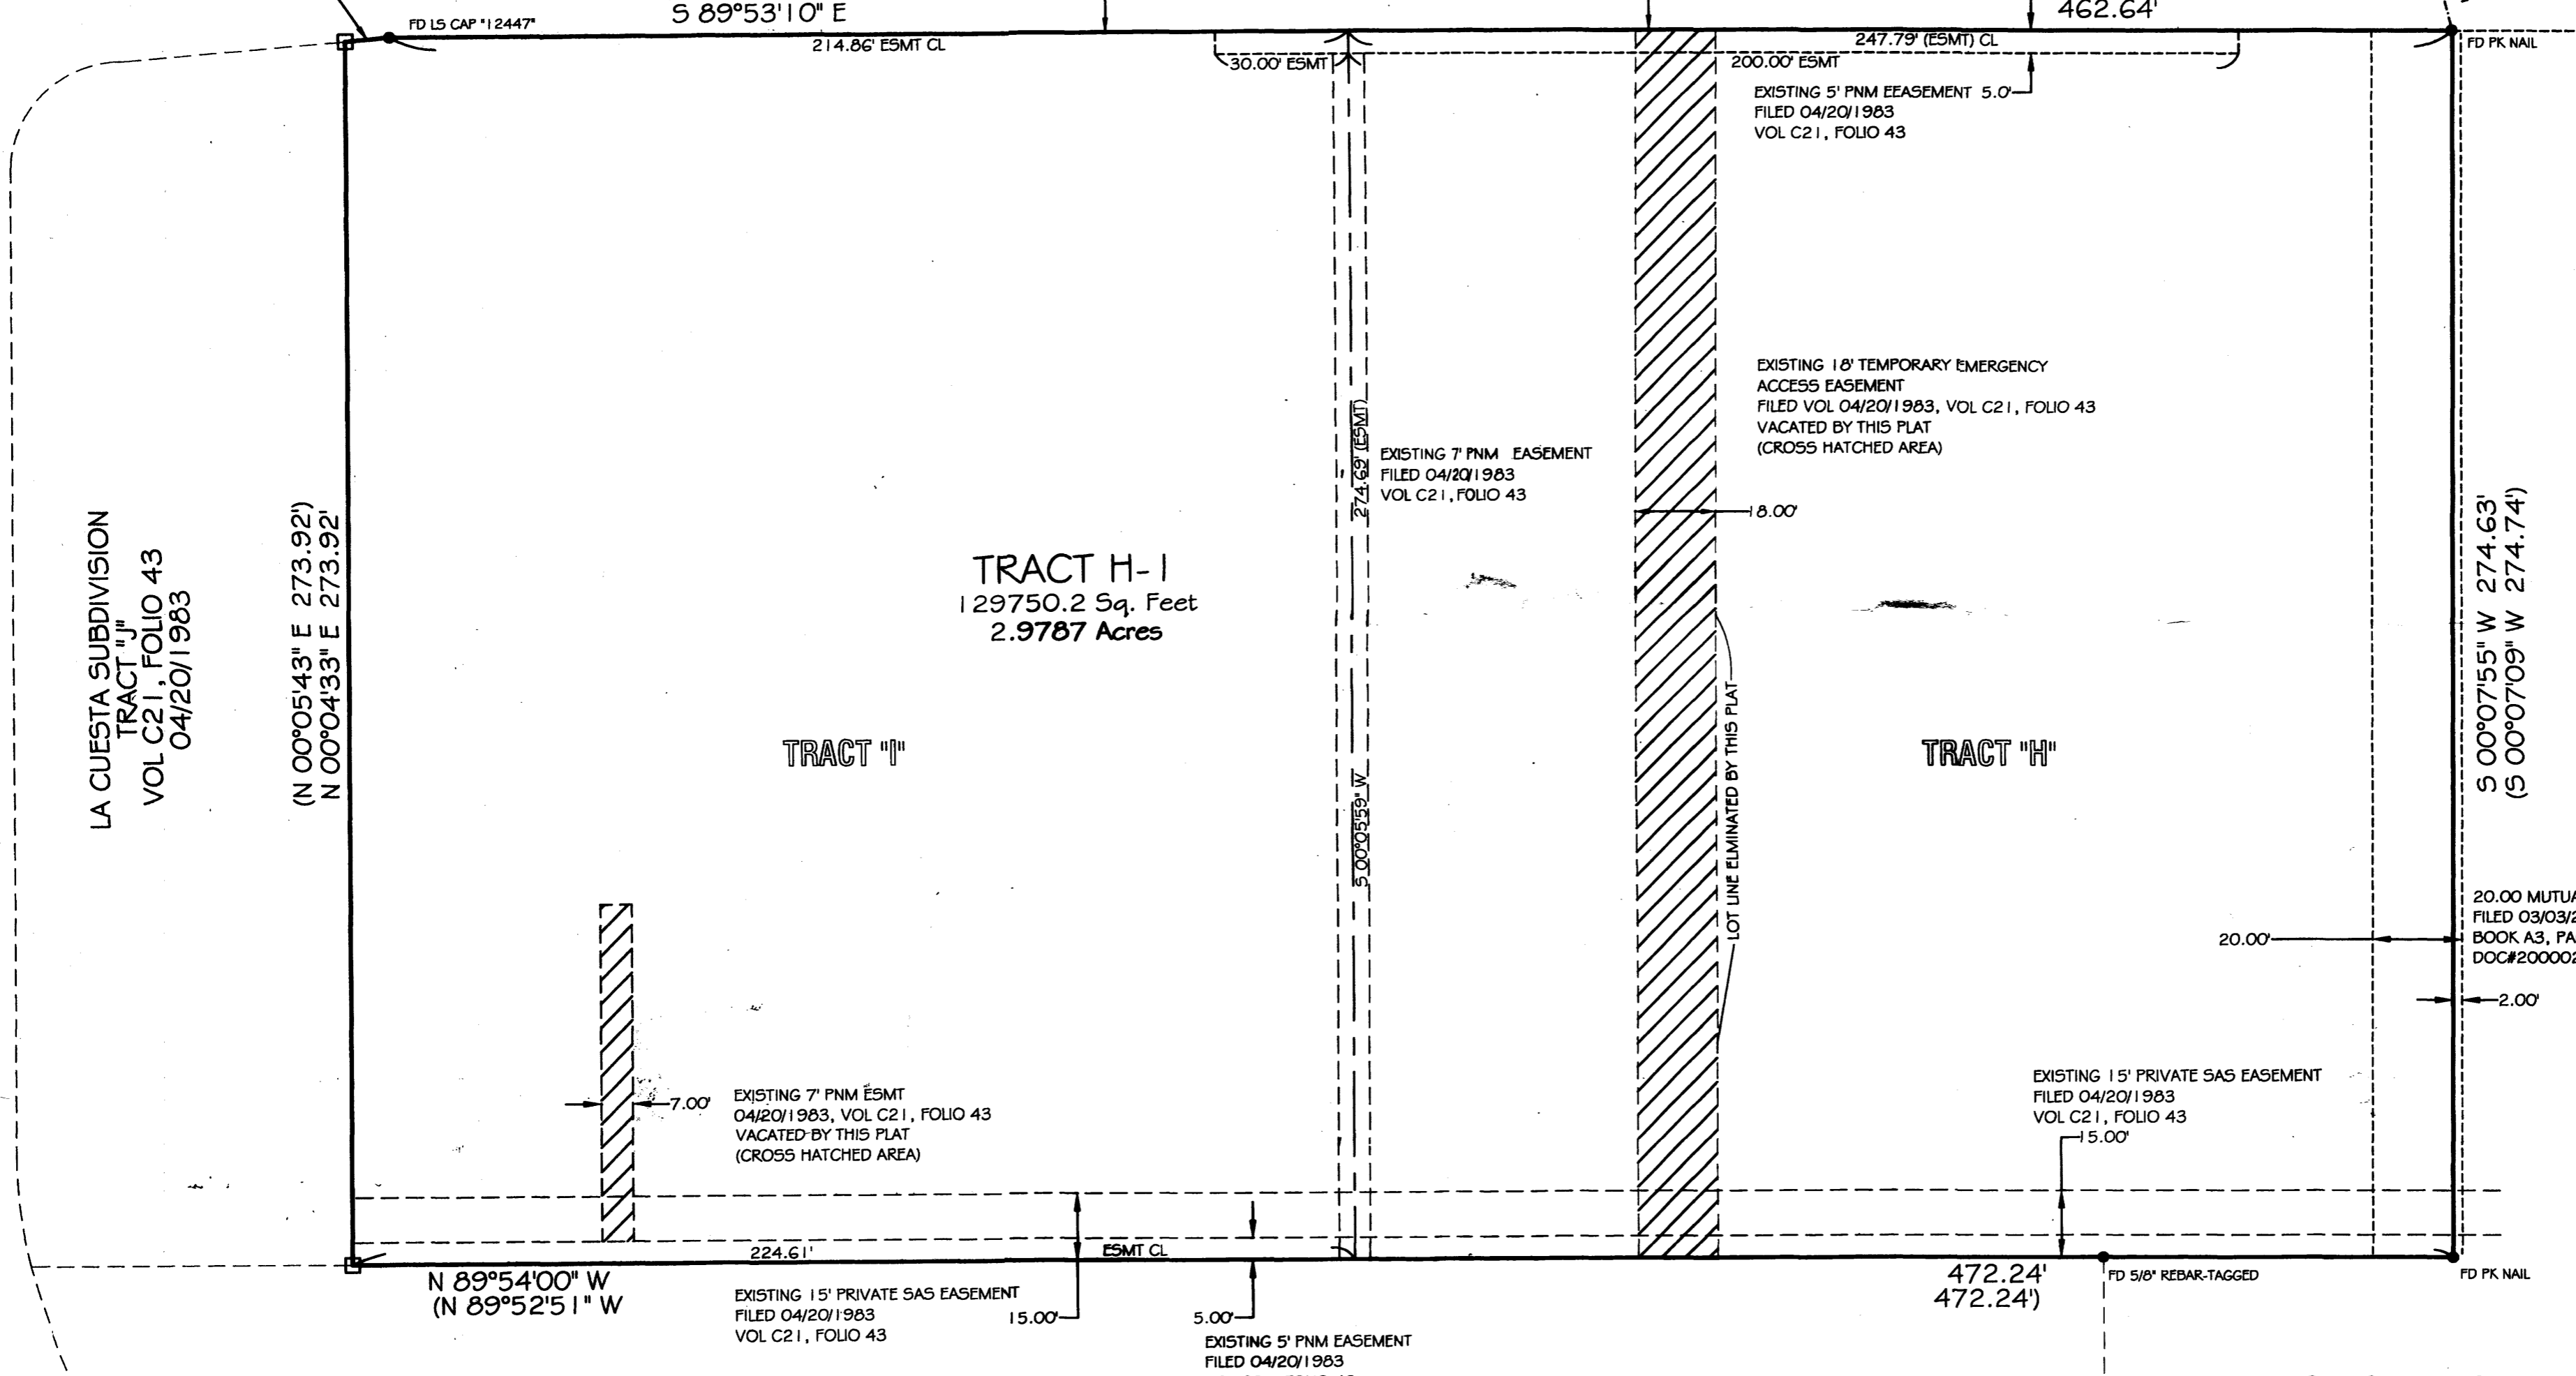 S 89°53'10" E
462.64'
FD LS CAP "12447"
214.86' ESMT CL
247.79' (ESMT) CL
FD PK NAIL
30.00' ESMT
200.00' ESMT
EXISTING 5' PNM EEASEMENT 5.0'
FILED 04/20/1983
VOL C21, FOLIO 43
EXISTING 18' TEMPORARY EMERGENCY
ACCESS EASEMENT
FILED VOL 04/20/1983, VOL C21, FOLIO 43
VACATED BY THIS PLAT
(CROSS HATCHED AREA)
274.69' (ESMT)
S 00°05'59" W
EXISTING 7' PNM EASEMENT
FILED 04/20/1983
VOL C21, FOLIO 43
18.00'
LA CUESTA SUBDIVISION
TRACT "J"
VOL C21, FOLIO 43
04/20/1983
(N 00°05'43" E 273.92')
N 00°04'33" E 273.92'
TRACT H-1
129750.2 Sq. Feet
2.9787 Acres
S 00°07'55" W 274.63'
(S 00°07'09" W 274.74')
TRACT "I"
TRACT "H"
LOT LINE ELMINATED BY THIS PLAT
20.00 MUTUA
FILED 03/03/2
BOOK A3, PA
DOC#200002
20.00'
2.00'
7.00'
EXISTING 7' PNM ESMT
04/20/1983, VOL C21, FOLIO 43
VACATED BY THIS PLAT
(CROSS HATCHED AREA)
EXISTING 15' PRIVATE SAS EASEMENT
FILED 04/20/1983
VOL C21, FOLIO 43
15.00'
224.61'
ESMT CL
N 89°54'00" W
(N 89°52'51" W
472.24'
472.24')
FD 5/8" REBAR-TAGGED
FD PK NAIL
EXISTING 15' PRIVATE SAS EASEMENT
FILED 04/20/1983
VOL C21, FOLIO 43
15.00'
5.00'
EXISTING 5' PNM EASEMENT
FILED 04/20/1983